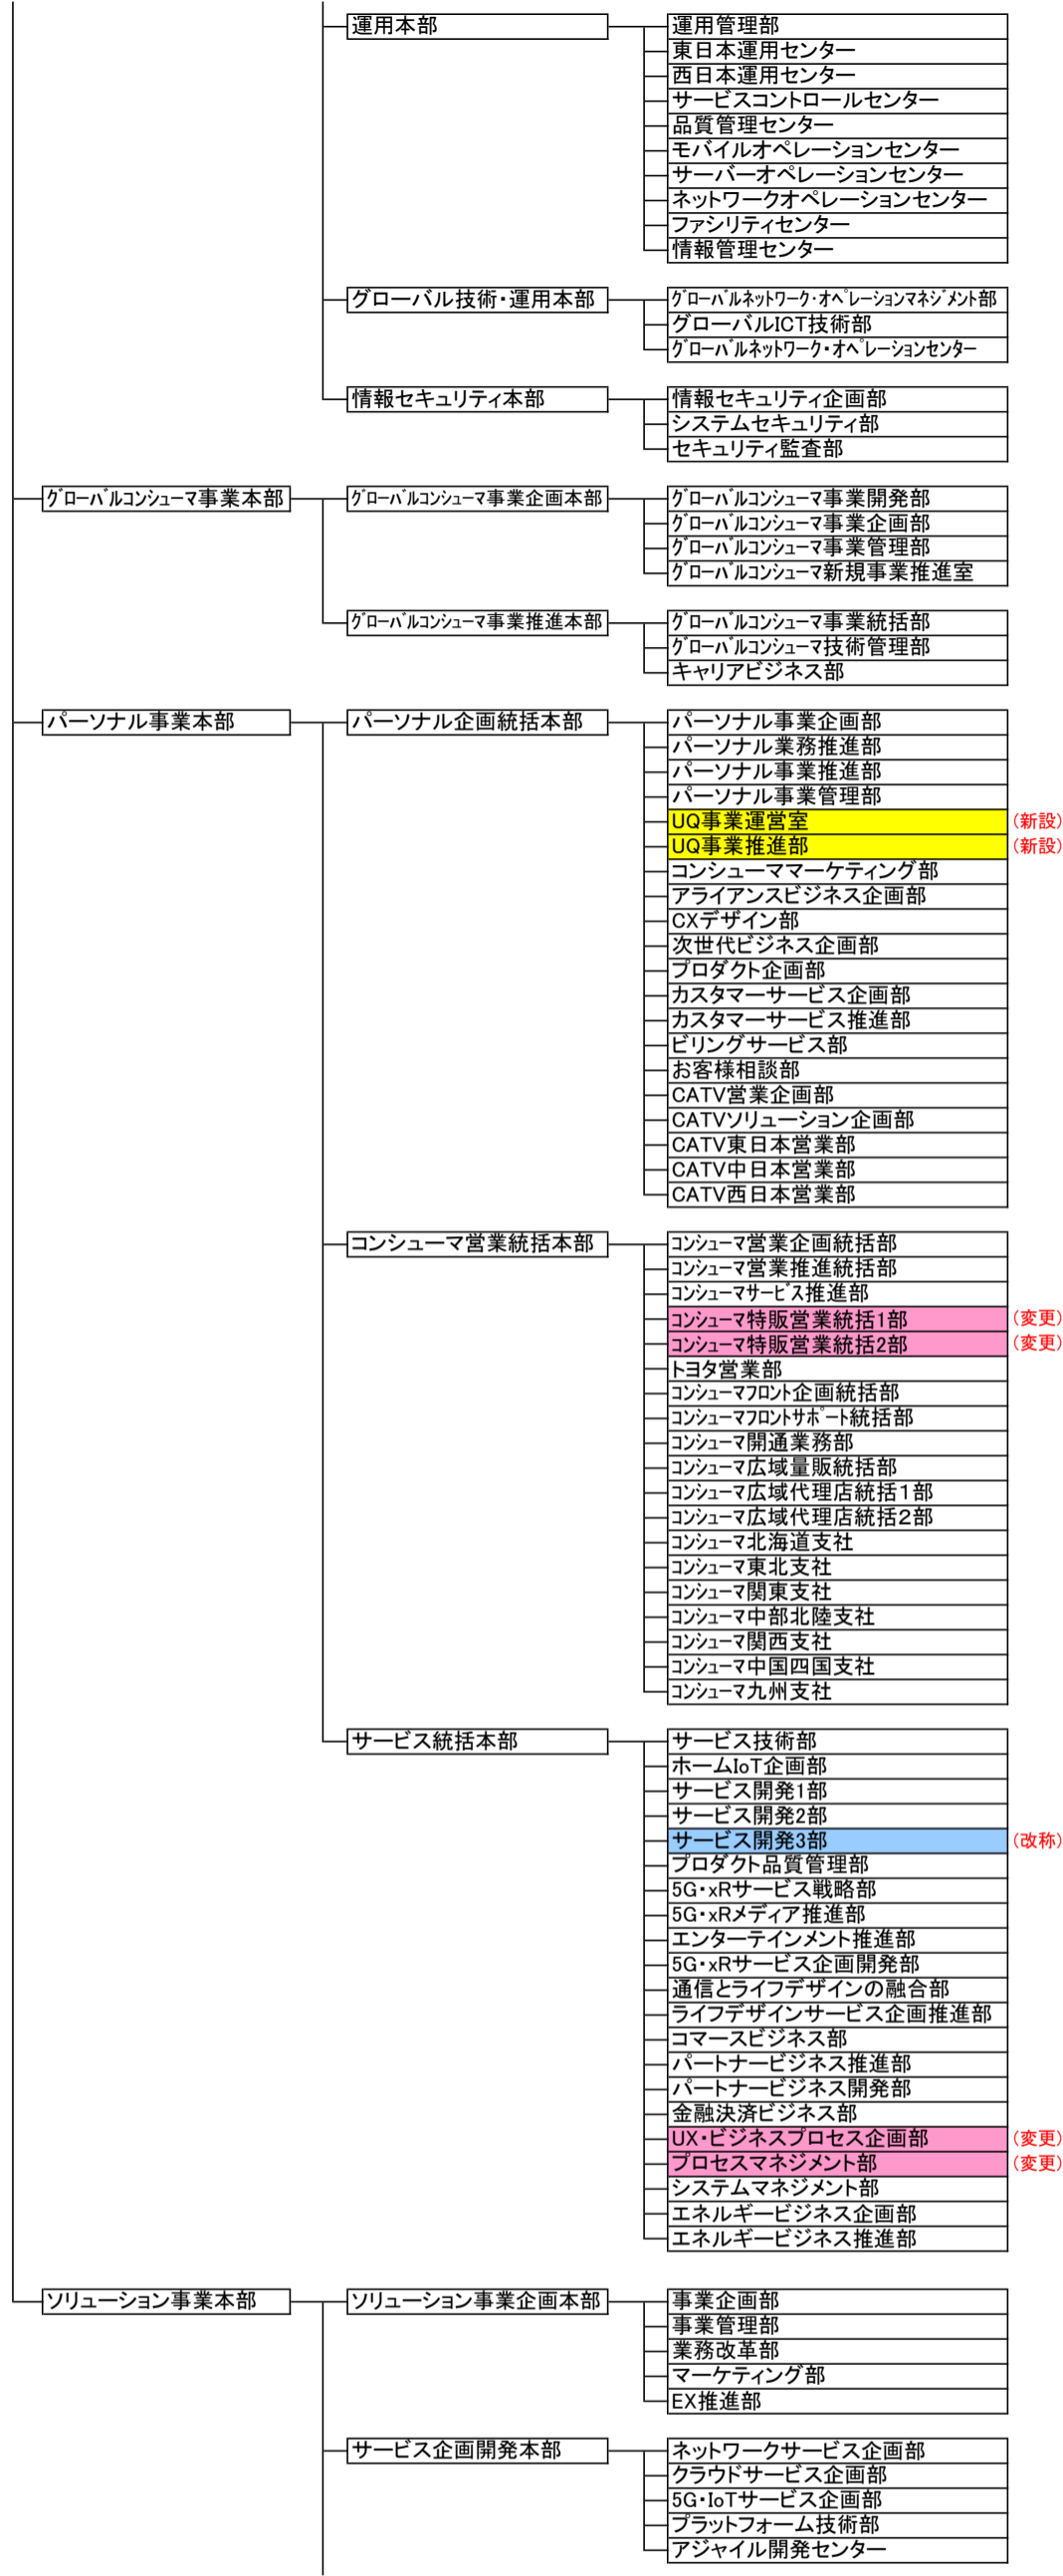 運用本部 運用管理部
東日本運用センター
西日本運用センター
サービスコントロールセンター
品質管理センター
モバイルオペレーションセンター
サーバーオペレーションセンター
ネットワークオペレーションセンター
ファシリティセンター
情報管理センター
グローバル技術・運用本部 ｸﾞﾛｰﾊﾞﾙﾈｯﾄﾜｰｸ・ｵﾍﾟﾚｰｼｮﾝﾏﾈｼﾞﾒﾝﾄ部
グローバルICT技術部
ｸﾞﾛｰﾊﾞﾙﾈｯﾄﾜｰｸ・ｵﾍﾟﾚｰｼｮﾝｾﾝﾀｰ
情報セキュリティ本部 情報セキュリティ企画部
システムセキュリティ部
セキュリティ監査部
ｸﾞﾛｰﾊﾞﾙｺﾝｼｭｰﾏ事業本部 ｸﾞﾛｰﾊﾞﾙｺﾝｼｭｰﾏ事業企画本部 ｸﾞﾛｰﾊﾞﾙｺﾝｼｭｰﾏ事業開発部
ｸﾞﾛｰﾊﾞﾙｺﾝｼｭｰﾏ事業企画部
ｸﾞﾛｰﾊﾞﾙｺﾝｼｭｰﾏ事業管理部
ｸﾞﾛｰﾊﾞﾙｺﾝｼｭｰﾏ新規事業推進室
ｸﾞﾛｰﾊﾞﾙｺﾝｼｭｰﾏ事業推進本部 ｸﾞﾛｰﾊﾞﾙｺﾝｼｭｰﾏ事業統括部
ｸﾞﾛｰﾊﾞﾙｺﾝｼｭｰﾏ技術管理部
キャリアビジネス部
パーソナル事業本部 パーソナル企画統括本部 パーソナル事業企画部
パーソナル業務推進部
パーソナル事業推進部
パーソナル事業管理部
UQ事業運営室 (新設)
UQ事業推進部 (新設)
コンシューママーケティング部
アライアンスビジネス企画部
CXデザイン部
次世代ビジネス企画部
プロダクト企画部
カスタマーサービス企画部
カスタマーサービス推進部
ビリングサービス部
お客様相談部
CATV営業企画部
CATVソリューション企画部
CATV東日本営業部
CATV中日本営業部
CATV西日本営業部
コンシューマ営業統括本部 ｺﾝｼｭｰﾏ営業企画統括部
ｺﾝｼｭｰﾏ営業推進統括部
ｺﾝｼｭｰﾏｻｰﾋﾞｽ推進部
ｺﾝｼｭｰﾏ特販営業統括1部 (変更)
ｺﾝｼｭｰﾏ特販営業統括2部 (変更)
トヨタ営業部
ｺﾝｼｭｰﾏﾌﾛﾝﾄ企画統括部
ｺﾝｼｭｰﾏﾌﾛﾝﾄｻﾎﾟｰﾄ統括部
ｺﾝｼｭｰﾏ開通業務部
ｺﾝｼｭｰﾏ広域量販統括部
ｺﾝｼｭｰﾏ広域代理店統括１部
ｺﾝｼｭｰﾏ広域代理店統括２部
ｺﾝｼｭｰﾏ北海道支社
ｺﾝｼｭｰﾏ東北支社
ｺﾝｼｭｰﾏ関東支社
ｺﾝｼｭｰﾏ中部北陸支社
ｺﾝｼｭｰﾏ関西支社
ｺﾝｼｭｰﾏ中国四国支社
ｺﾝｼｭｰﾏ九州支社
サービス統括本部 サービス技術部
ホームIoT企画部
サービス開発1部
サービス開発2部
サービス開発3部 (改称)
プロダクト品質管理部
5G・xRサービス戦略部
5G・xRメディア推進部
エンターテインメント推進部
5G・xRサービス企画開発部
通信とライフデザインの融合部
ライフデザインサービス企画推進部
コマースビジネス部
パートナービジネス推進部
パートナービジネス開発部
金融決済ビジネス部
UX・ビジネスプロセス企画部 (変更)
プロセスマネジメント部 (変更)
システムマネジメント部
エネルギービジネス企画部
エネルギービジネス推進部
ソリューション事業本部 ソリューション事業企画本部 事業企画部
事業管理部
業務改革部
マーケティング部
EX推進部
サービス企画開発本部 ネットワークサービス企画部
クラウドサービス企画部
5G・IoTサービス企画部
プラットフォーム技術部
アジャイル開発センター